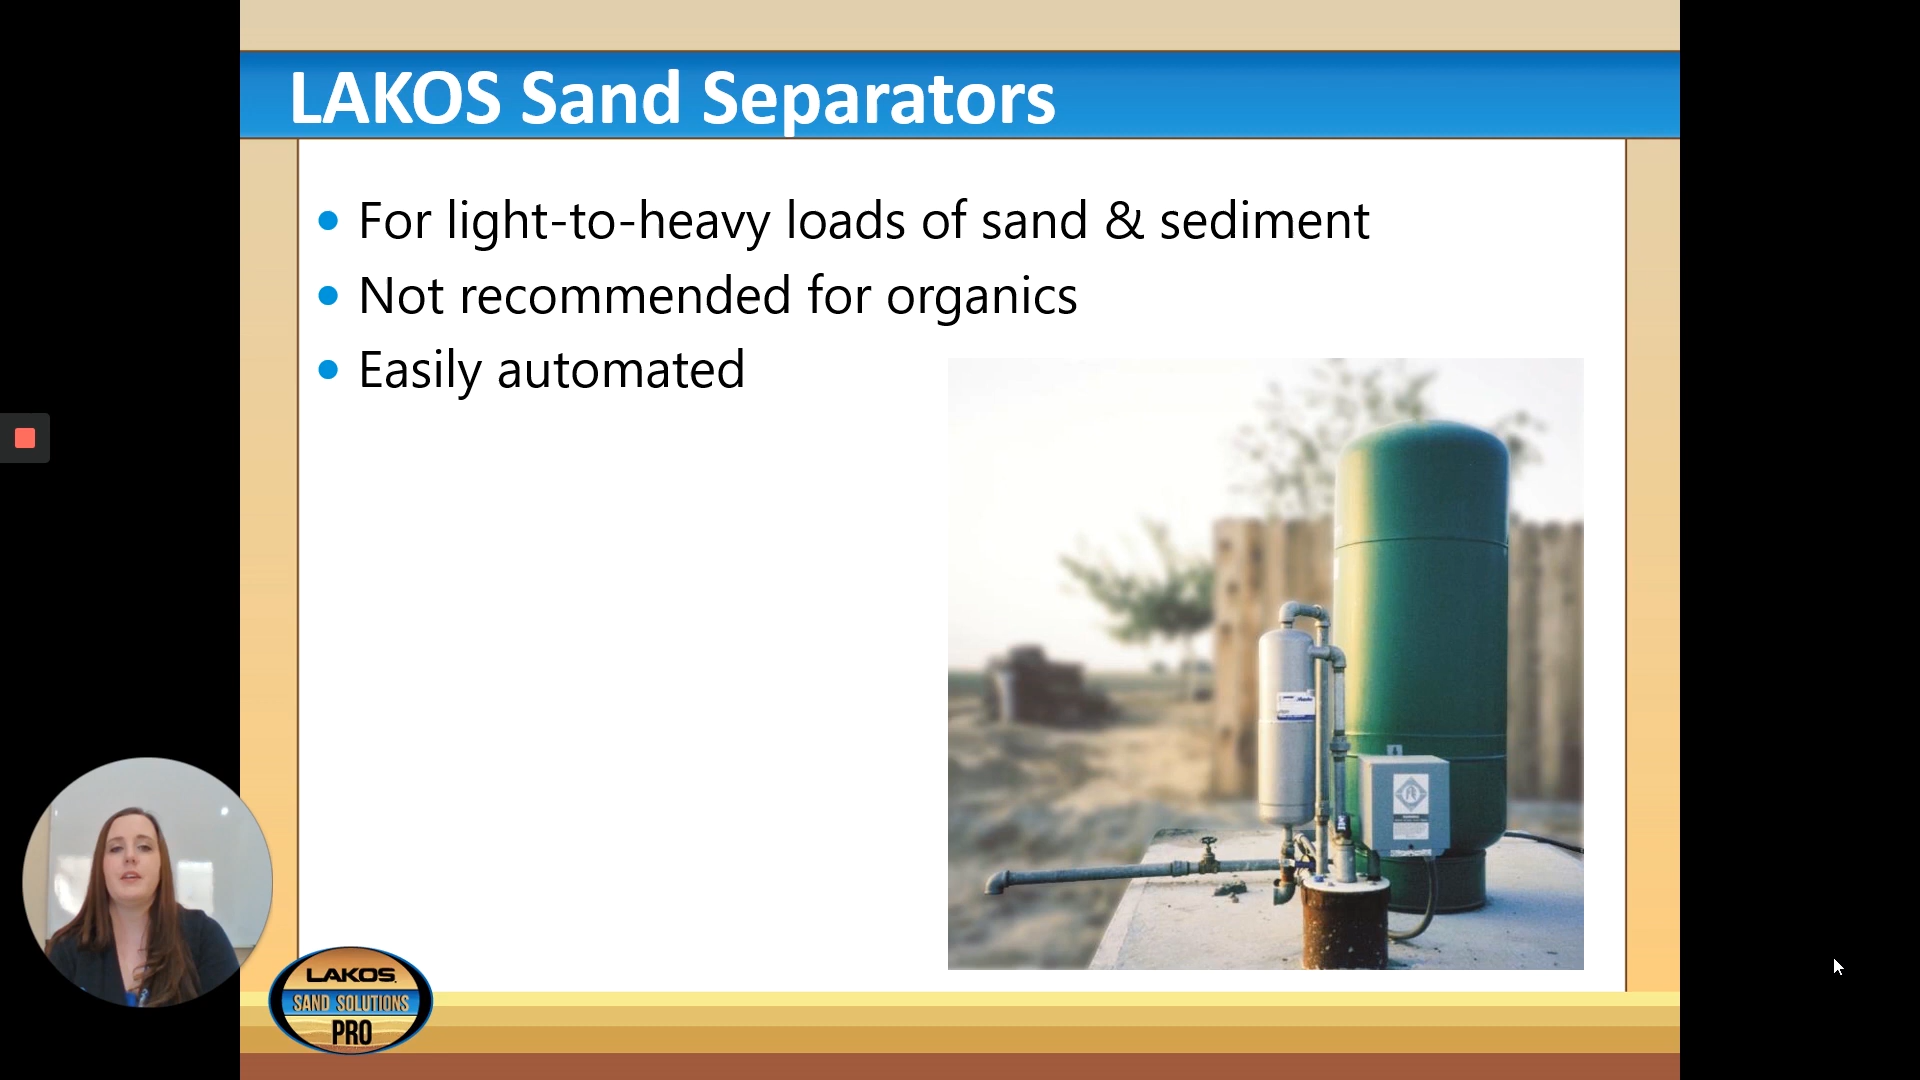 LAKOS Sand Separators
• For light-to-heavy loads of sand & sediment
• Not recommended for organics
• Easily automated
LAKOS
SAND SOLUTIONS
PRO